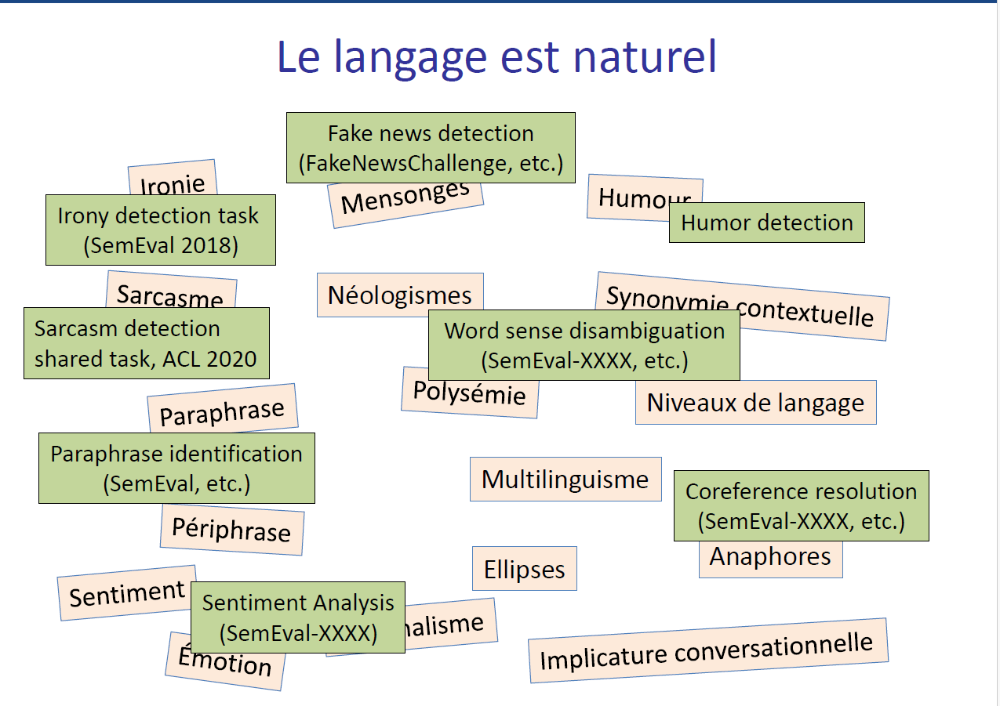 Le langage est naturel
Fake news detection
(FakeNewsChallenge, etc.)
Ironie
Mensonges
Humour
Irony detection task
(SemEval 2018)
Humor detection
Sarcasme
Néologismes
Synonymie contextuelle
Sarcasm detection
shared task, ACL 2020
Word sense disambiguation
(SemEval-XXXX, etc.)
Polysémie
Niveaux de langage
Paraphrase
Paraphrase identification
(SemEval, etc.)
Multilinguisme
Coreference resolution
(SemEval-XXXX, etc.)
Périphrase
Anaphores
Ellipses
Sentiment
Sentiment Analysis
(SemEval-XXXX)
Émotion
Implicature conversationnelle